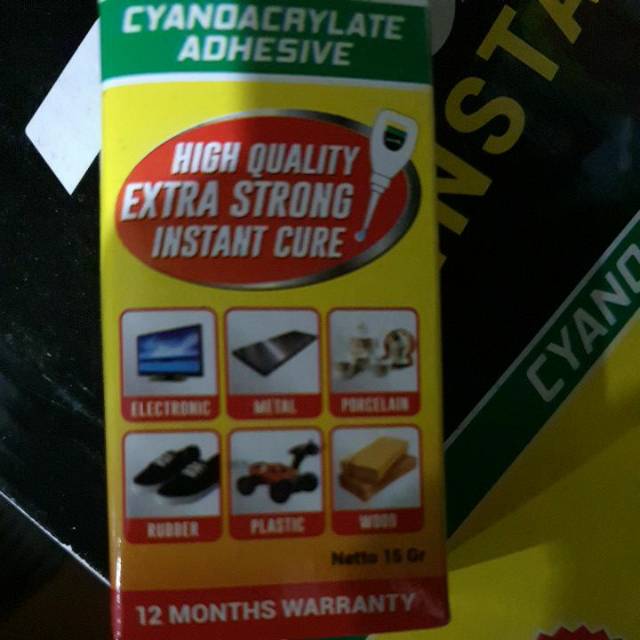 CYANOACRYLATE
ADHESIVE
HIGH QUALITY
EXTRA STRONG
INSTANT CURE
ELECTRONIC
METAL
PORCELAIN
RUBBER
PLASTIC
WOOD
Netto 15 Gr
12 MONTHS WARRANTY
INSTA
CYANO